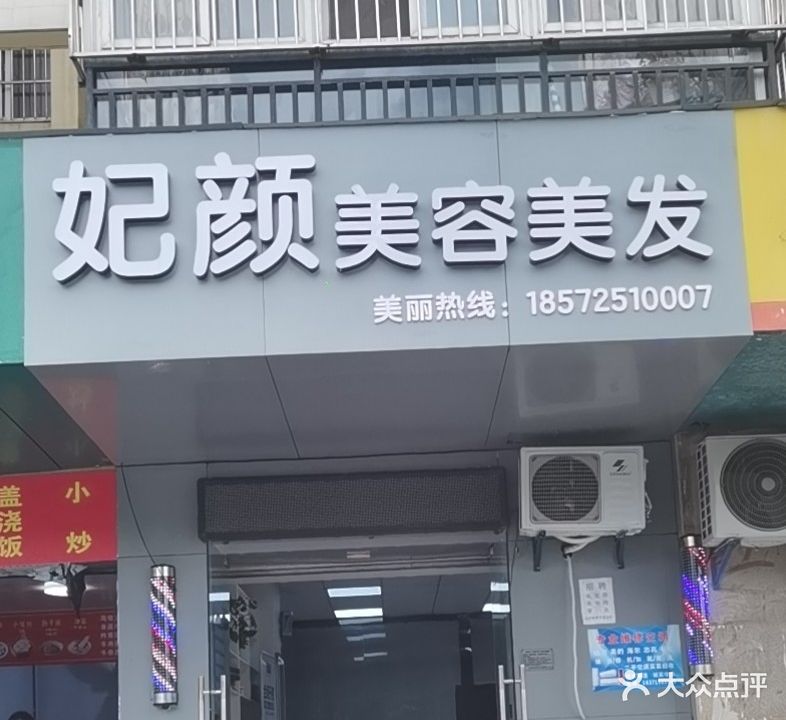 妃颜美容美发
美丽热线：18572510007
盖浇饭
小炒
招聘
大众点评